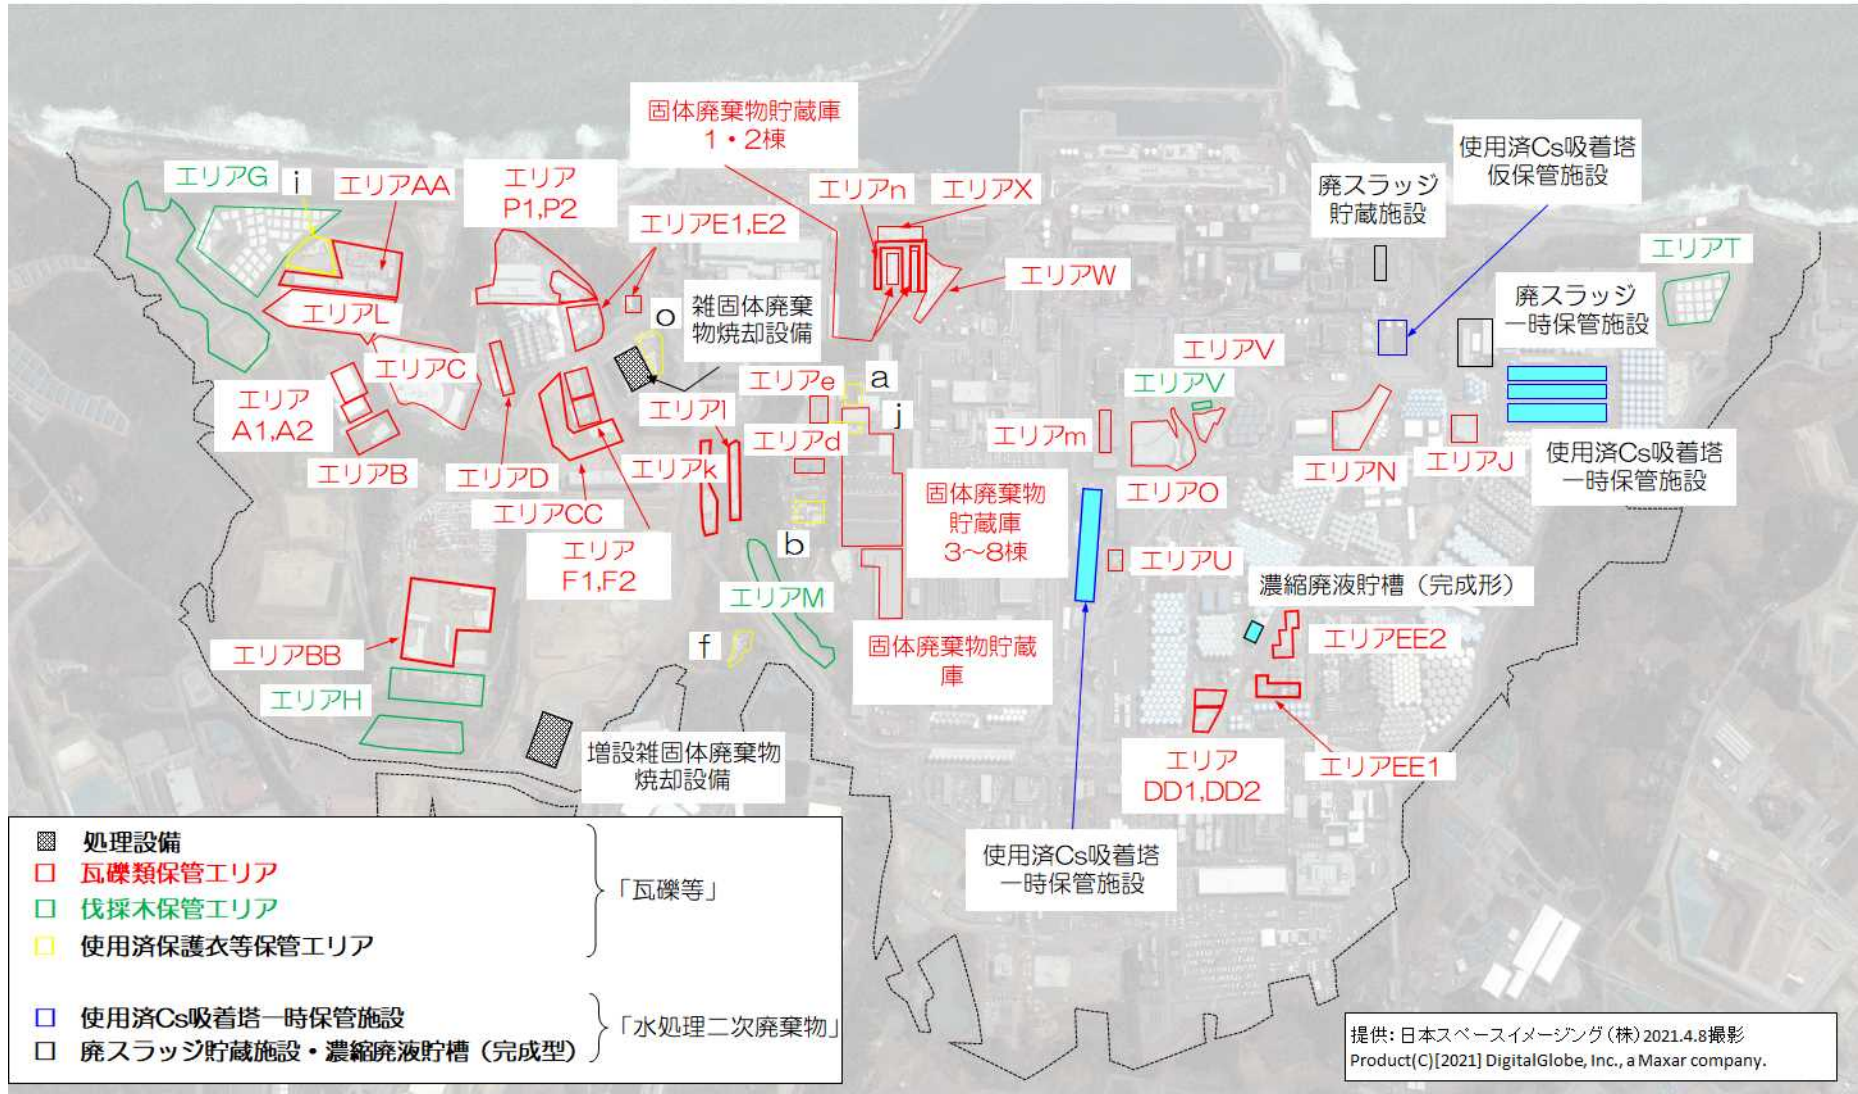 固体廃棄物貯蔵庫
1・2棟
使用済Cs吸着塔
仮保管施設
エリアG
i
エリアAA
エリア
P1,P2
エリアn
エリアX
廃スラッジ
貯蔵施設
エリアE1,E2
エリアT
エリアW
廃スラッジ
一時保管施設
エリアL
o
雑固体廃棄
物焼却設備
エリアV
エリアC
エリアe
a
エリアV
エリア
A1,A2
エリアl
j
エリアd
エリアm
エリアB
エリアD
エリアk
エリアN
エリアJ
使用済Cs吸着塔
一時保管施設
エリアCC
エリアO
固体廃棄物
貯蔵庫
3～8棟
b
エリア
F1,F2
エリアU
濃縮廃液貯槽（完成形）
エリアM
エリアBB
f
固体廃棄物貯蔵
庫
エリアEE2
エリアH
増設雑固体廃棄物
焼却設備
エリア
DD1,DD2
エリアEE1
使用済Cs吸着塔
一時保管施設
処理設備
瓦礫類保管エリア
伐採木保管エリア
使用済保護衣等保管エリア
「瓦礫等」
使用済Cs吸着塔一時保管施設
廃スラッジ貯蔵施設・濃縮廃液貯槽（完成型）
「水処理二次廃棄物」
提供：日本スペースイメージング（株）2021.4.8撮影
Product(C)[2021] DigitalGlobe, Inc., a Maxar company.